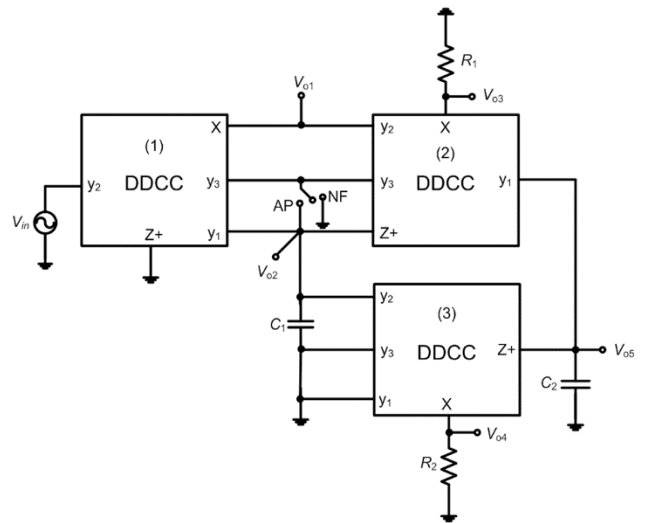 R1
Vo3
Vo1
X
y2
X
(1)
(2)
DDCC
y3
y3
DDCC
y1
y2
AP
NF
Vin
Z+
y1
Z+
Vo2
y2
(3)
C1
y3
DDCC
Z+
Vo5
C2
y1
X
Vo4
R2